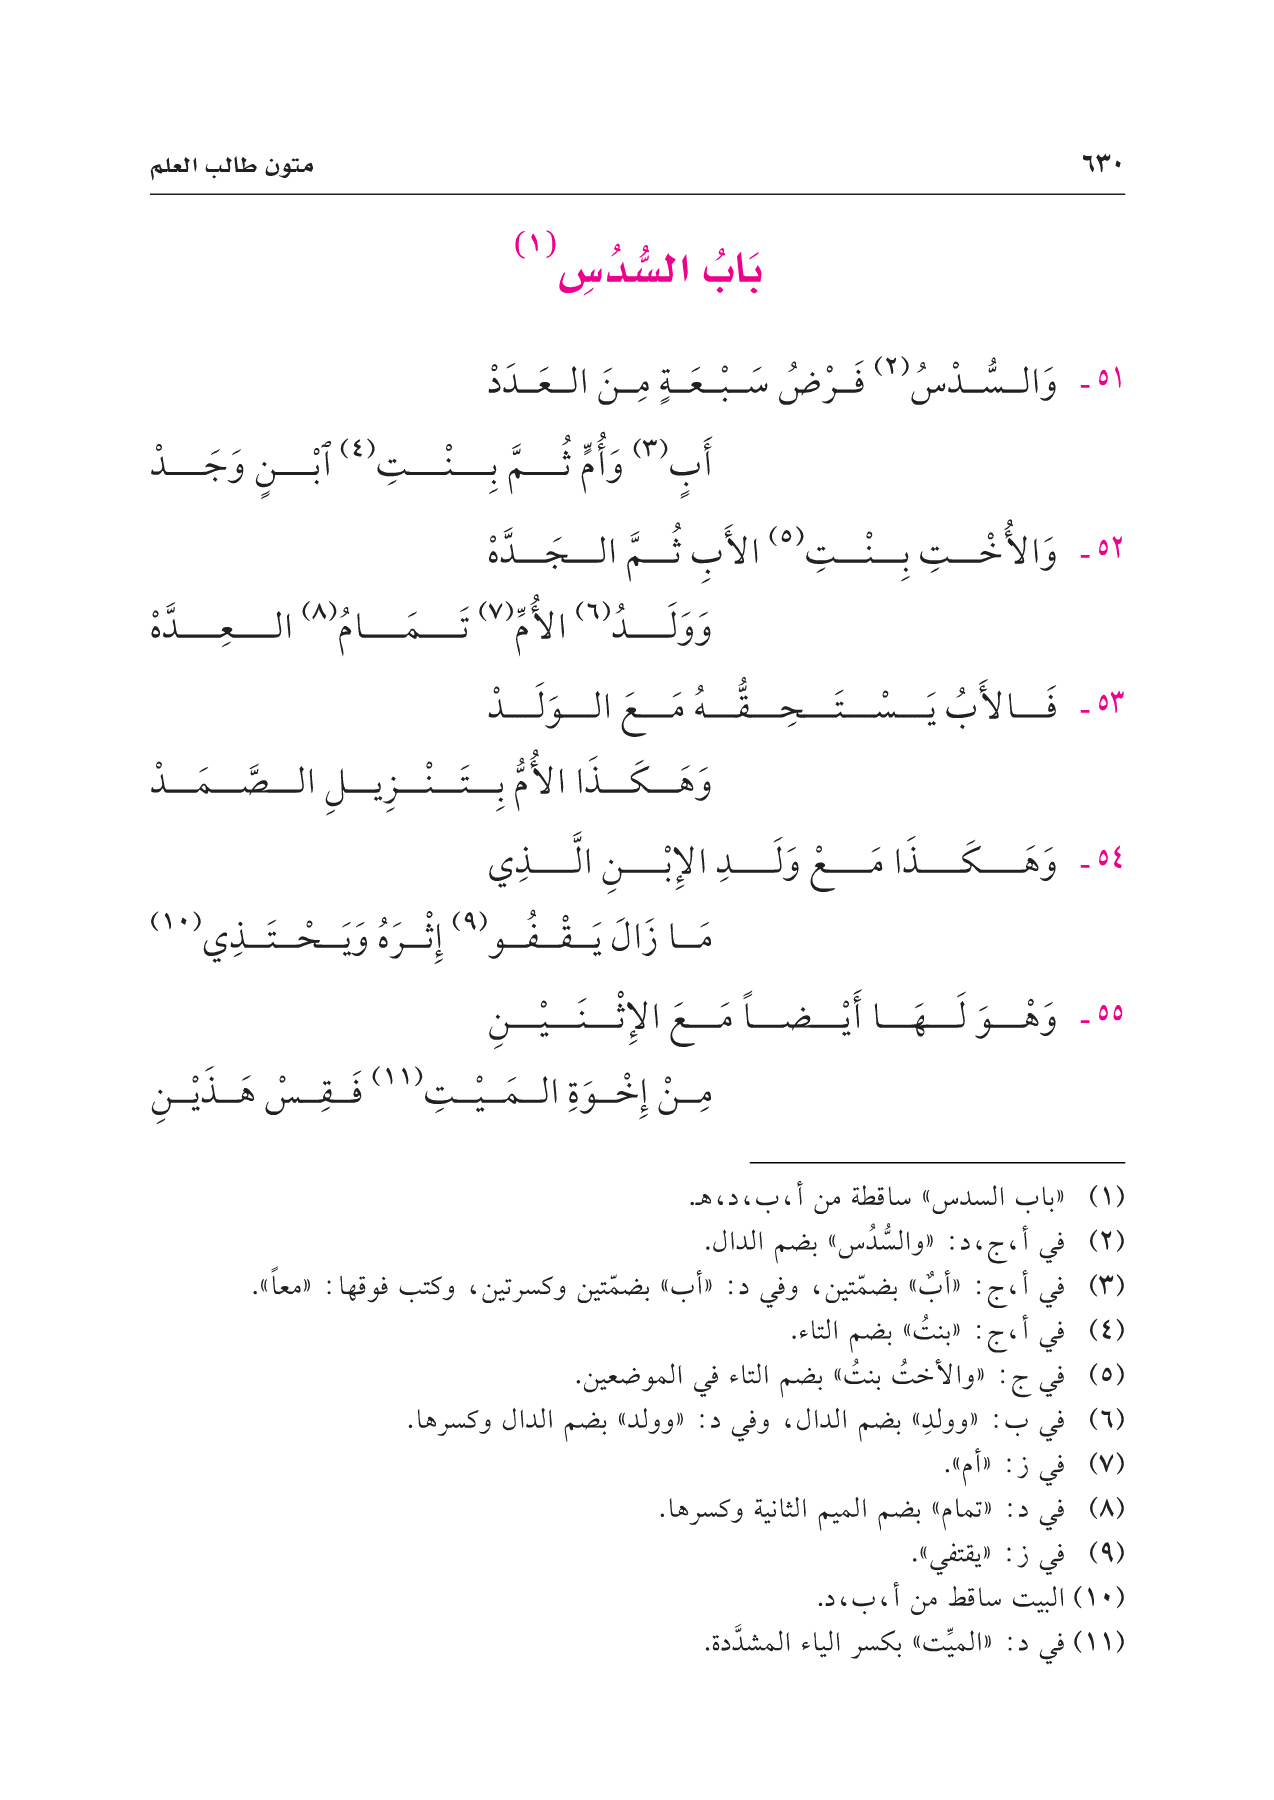 ٦٣٠ متون طالب العلم
بَابُ السُّدُسِ(١)
٥١ـ وَالسُّدْسُ(٢) فَرْضُ سَبْعَةٍ مِنَ العَدَدْ
أَبٍ(٣) وَأُمٍّ ثُمَّ بِنْتِ(٤) ٱبْنٍ وَجَدْ
٥٢ـ وَالأُخْتِ بِنْتِ(٥) الأَبِ ثُمَّ الجَدَّهْ
وَوَلَدُ(٦) الأُمِّ(٧) تَمَامُ(٨) العِدَّهْ
٥٣ـ فَالأَبُ يَسْتَحِقُّهُ مَعَ الوَلَدْ
وَهَكَذَا الأُمُّ بِتَنْزِيلِ الصَّمَدْ
٥٤ـ وَهَكَذَا مَعْ وَلَدِ الإِبْنِ الَّذِي
مَا زَالَ يَقْفُو(٩) إِثْرَهُ وَيَحْتَذِي(١٠)
٥٥ـ وَهْوَ لَهَا أَيْضاً مَعَ الإِثْنَيْنِ
مِنْ إِخْوَةِ المَيْتِ(١١) فَقِسْ هَذَيْنِ
(١) «باب السدس» ساقطة من أ،ب،د،هـ.
(٢) في أ،ج،د: «والسُّدُس» بضم الدال.
(٣) في أ،ج: «أبٌ» بضمّتين، وفي د: «أب» بضمّتين وكسرتين، وكتب فوقها: «معاً».
(٤) في أ،ج: «بنتُ» بضم التاء.
(٥) في ج: «والأختُ بنتُ» بضم التاء في الموضعين.
(٦) في ب: «وولدِ» بضم الدال، وفي د: «وولد» بضم الدال وكسرها.
(٧) في ز: «أم».
(٨) في د: «تمام» بضم الميم الثانية وكسرها.
(٩) في ز: «يقتفي».
(١٠) البيت ساقط من أ،ب،د.
(١١) في د: «الميِّت» بكسر الياء المشدَّدة.